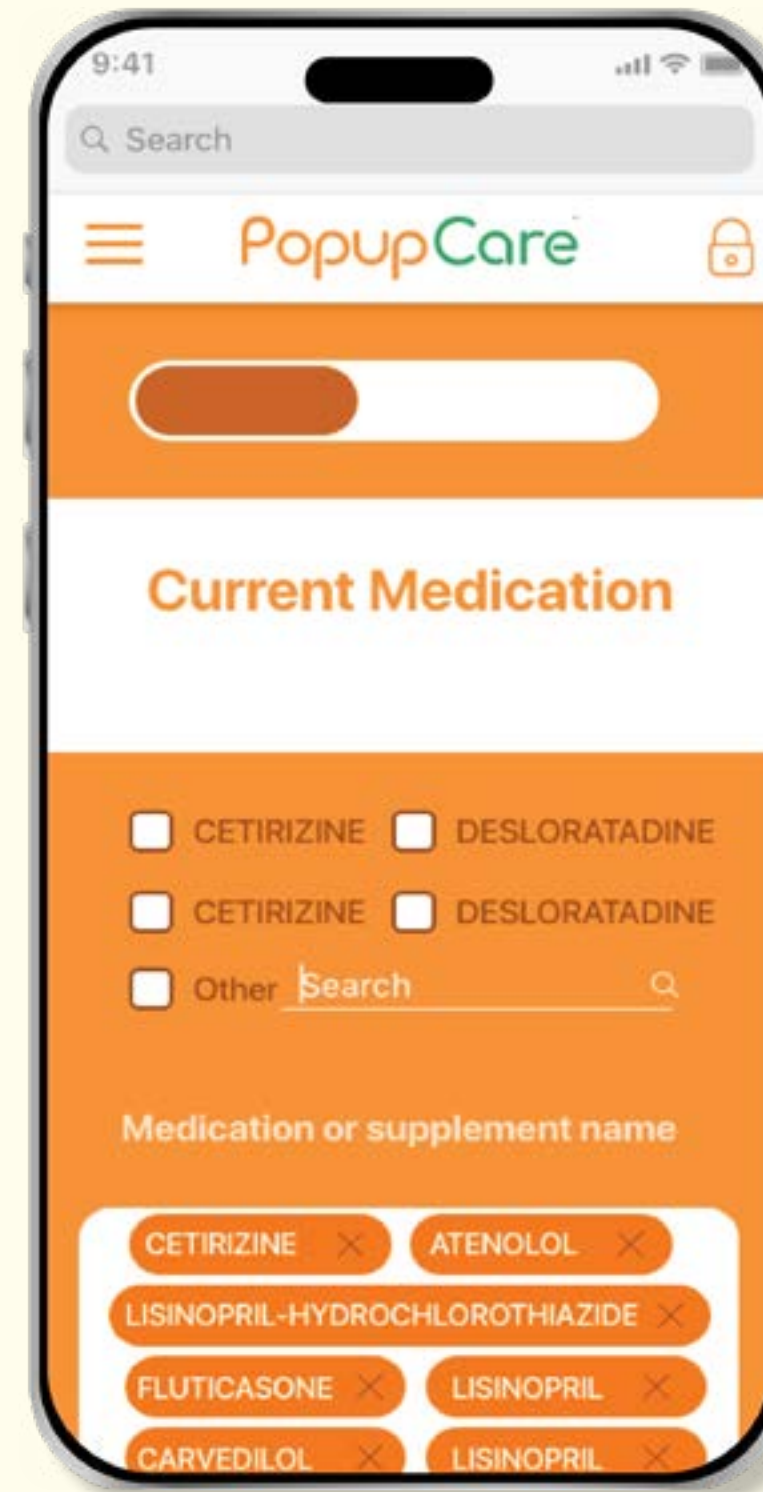 9:41
Search
PopupCare
Current Medication
CETIRIZINE DESLORATADINE
CETIRIZINE DESLORATADINE
Other Search
Medication or supplement name
CETIRIZINE ATENOLOL
LISINOPRIL-HYDROCHLOROTHIAZIDE
FLUTICASONE LISINOPRIL
CARVEDILOL LISINOPRIL